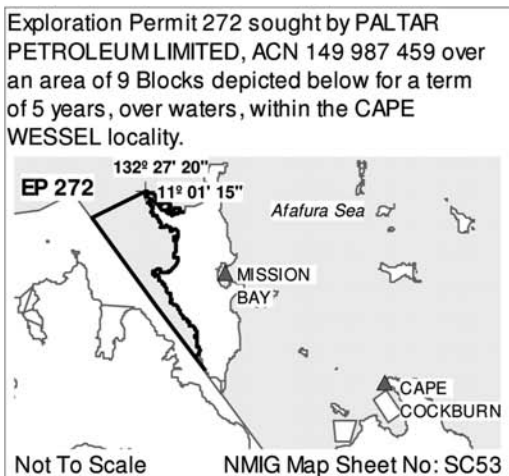 Exploration Permit 272 sought by PALTAR
PETROLEUM LIMITED, ACN 149 987 459 over
an area of 9 Blocks depicted below for a term
of 5 years, over waters, within the CAPE
WESSEL locality.
132º 27' 20"
EP 272
11º 01' 15"
Afafura Sea
MISSION
BAY
CAPE
COCKBURN
Not To Scale
NMIG Map Sheet No: SC53